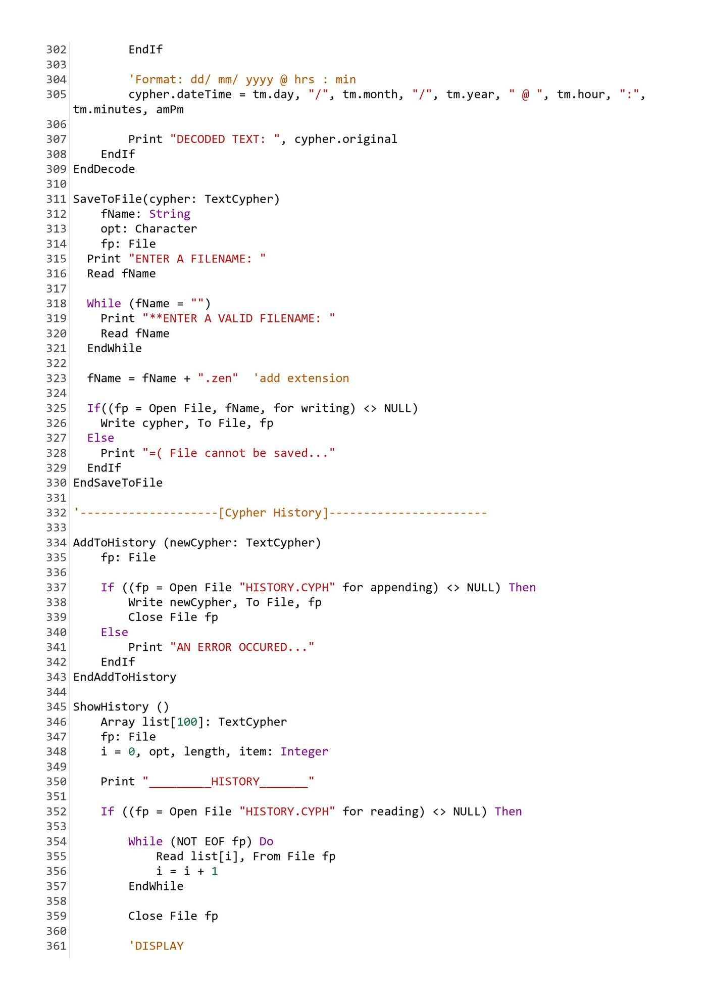 302         EndIf
303
304         'Format: dd/ mm/ yyyy @ hrs : min
305         cypher.dateTime = tm.day, "/", tm.month, "/", tm.year, " @ ", tm.hour, ":",
tm.minutes, amPm
306
307         Print "DECODED TEXT: ", cypher.original
308     EndIf
309 EndDecode
310
311 SaveToFile(cypher: TextCypher)
312     fName: String
313     opt: Character
314     fp: File
315   Print "ENTER A FILENAME: "
316   Read fName
317
318   While (fName = "")
319     Print "**ENTER A VALID FILENAME: "
320     Read fName
321   EndWhile
322
323   fName = fName + ".zen"  'add extension
324
325   If((fp = Open File, fName, for writing) <> NULL)
326     Write cypher, To File, fp
327   Else
328     Print "=( File cannot be saved..."
329   EndIf
330 EndSaveToFile
331
332 '--------------------[Cypher History]-----------------------
333
334 AddToHistory (newCypher: TextCypher)
335     fp: File
336
337     If ((fp = Open File "HISTORY.CYPH" for appending) <> NULL) Then
338         Write newCypher, To File, fp
339         Close File fp
340     Else
341         Print "AN ERROR OCCURED..."
342     EndIf
343 EndAddToHistory
344
345 ShowHistory ()
346     Array list[100]: TextCypher
347     fp: File
348     i = 0, opt, length, item: Integer
349
350     Print "_________HISTORY_______"
351
352     If ((fp = Open File "HISTORY.CYPH" for reading) <> NULL) Then
353
354         While (NOT EOF fp) Do
355             Read list[i], From File fp
356             i = i + 1
357         EndWhile
358
359         Close File fp
360
361         'DISPLAY